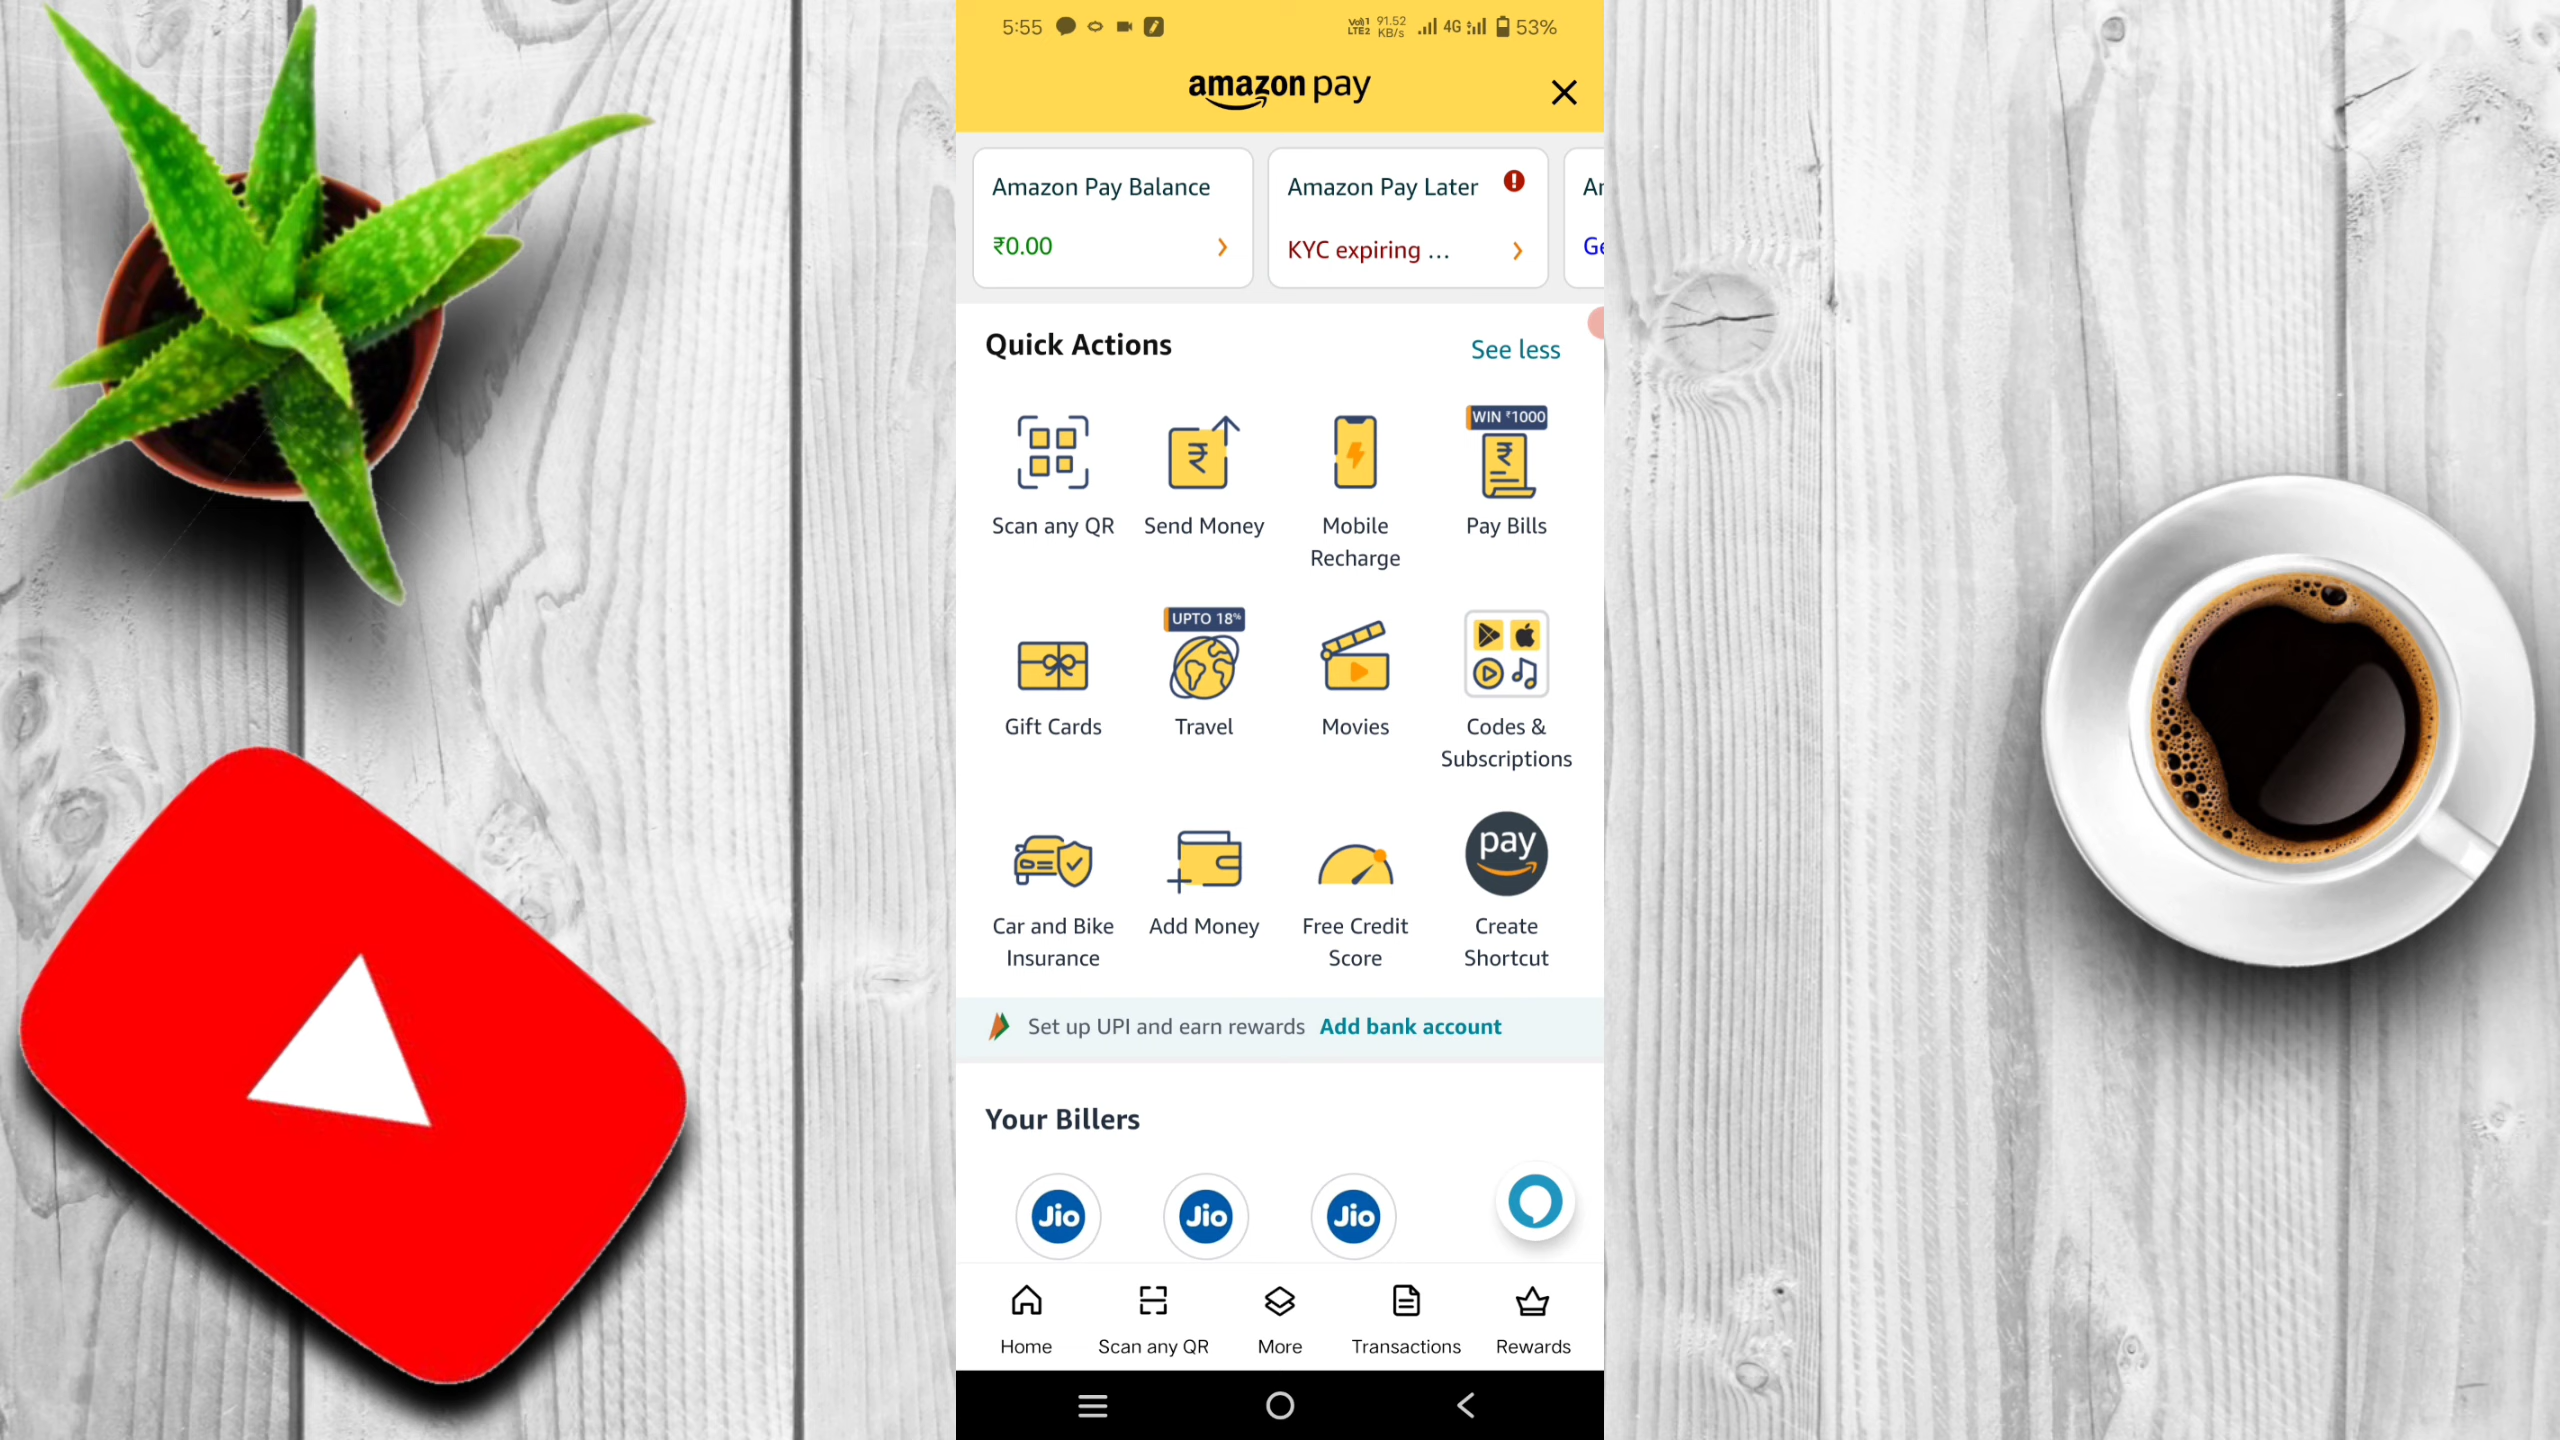 5:55
VoI1 LTE2 91.52 KB/s 4G 53%
amazon pay
Amazon Pay Balance
₹0.00
Amazon Pay Later
KYC expiring ...
Quick Actions
See less
WIN ₹1000
Scan any QR
Send Money
Mobile
Recharge
Pay Bills
UPTO 18%
Gift Cards
Travel
Movies
Codes &
Subscriptions
pay
Car and Bike
Insurance
Add Money
Free Credit
Score
Create
Shortcut
Set up UPI and earn rewards Add bank account
Your Billers
Jio
Jio
Jio
Home
Scan any QR
More
Transactions
Rewards